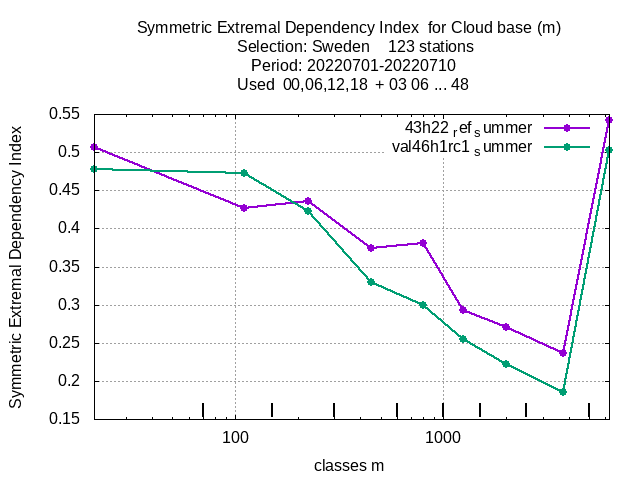 Symmetric Extremal Dependency Index for Cloud base (m)
Selection: Sweden 123 stations
Period: 20220701-20220710
Used 00,06,12,18 + 03 06 ... 48
Symmetric Extremal Dependency Index
0.55
0.5
0.45
0.4
0.35
0.3
0.25
0.2
0.15
43h22 ref summer
val46h1rc1 summer
100
1000
classes m